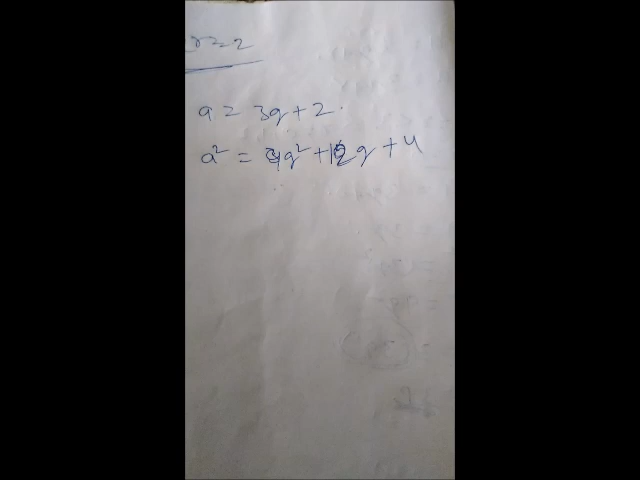 r = 2
a = 3q + 2.
a² = 9q² + 12q + 4